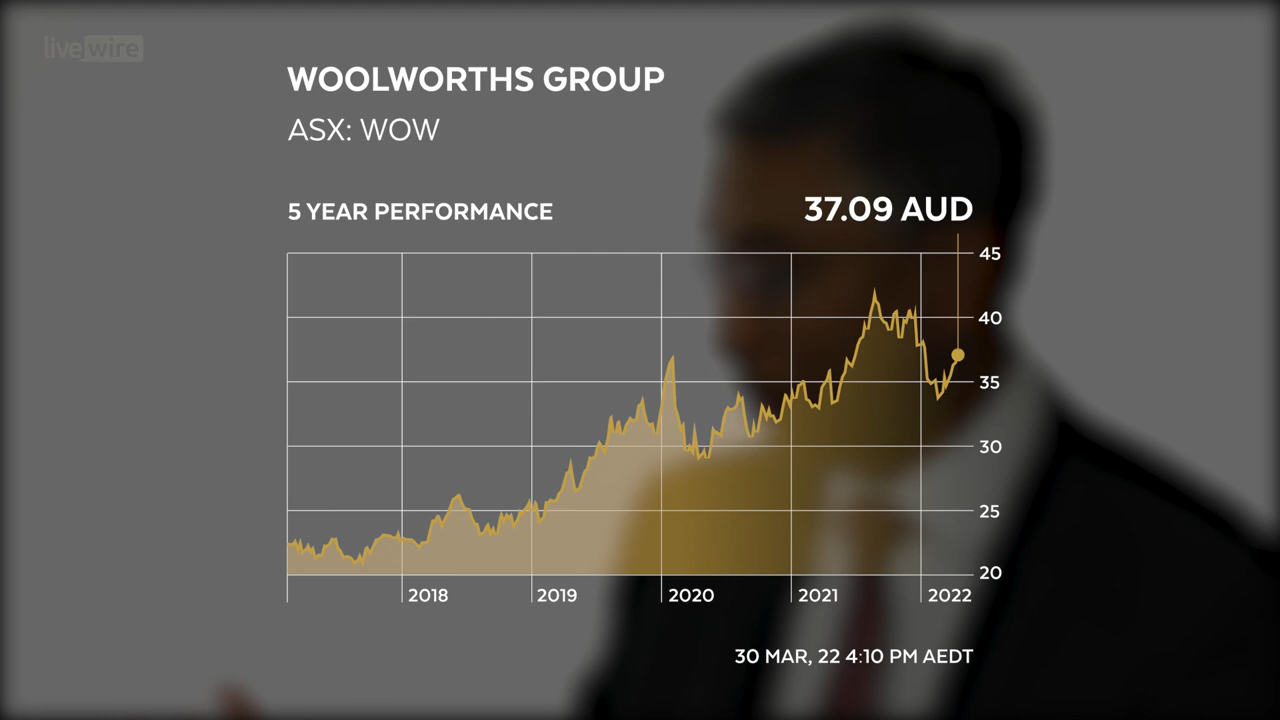 livewire
WOOLWORTHS GROUP
ASX: WOW
5 YEAR PERFORMANCE
37.09 AUD
45
40
35
30
25
20
2018 2019 2020 2021 2022
30 MAR, 22 4:10 PM AEDT